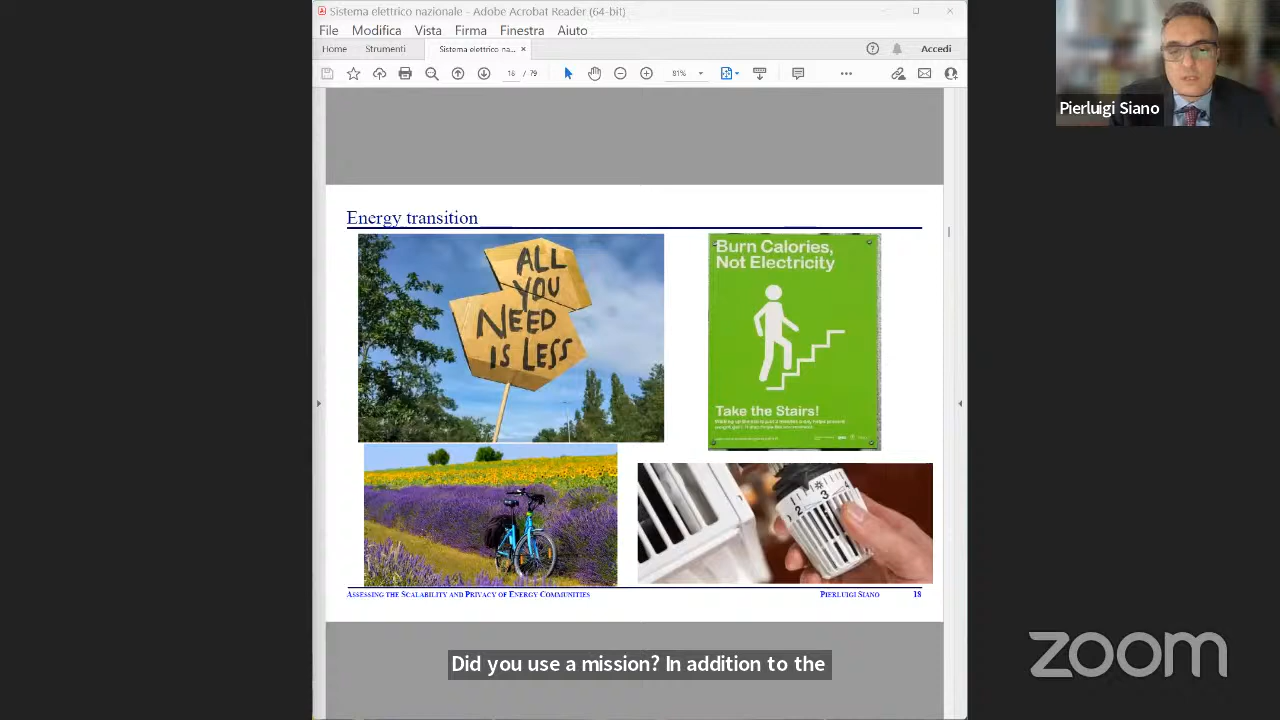 Sistema elettrico nazionale - Adobe Acrobat Reader (64-bit)
File Modifica Vista Firma Finestra Aiuto
Home Strumenti Sistema elettrico na... × Accedi
/ 79 81%
Pierluigi Siano
Energy transition
ALL
YOU
NEED
IS LESS
Burn Calories,
Not Electricity
Take the Stairs!
2 3 4
ASSESSING THE SCALABILITY AND PRIVACY OF ENERGY COMMUNITIES PIERLUIGI SIANO 18
Did you use a mission? In addition to the
zoom